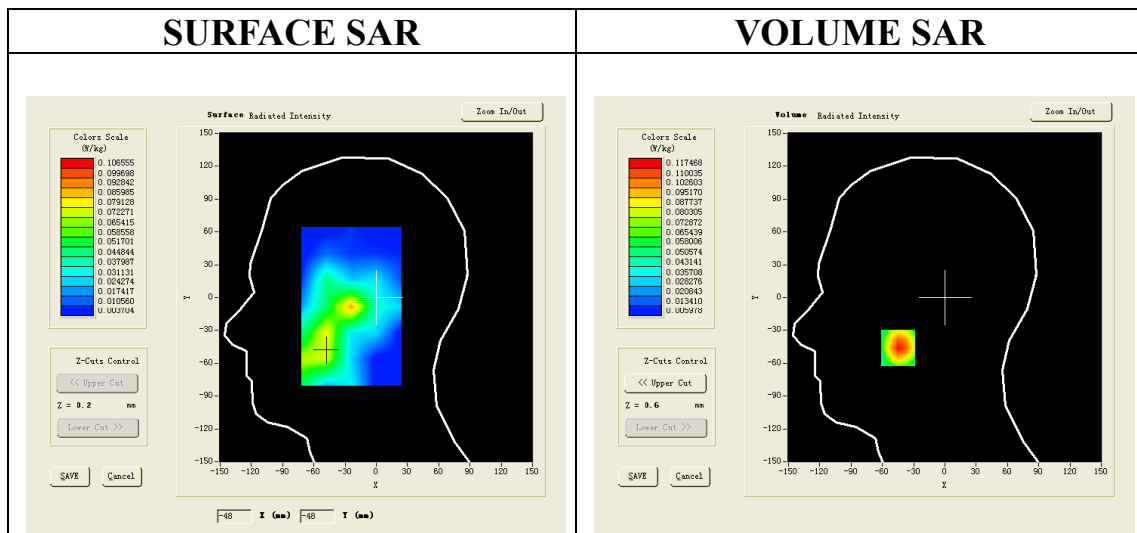 SURFACE SAR
VOLUME SAR
Surface Radiated Intensity
Zoom In/Out
Colors Scale
(W/kg)
0.106555
0.099698
0.092842
0.085985
0.079128
0.072271
0.065415
0.058558
0.051701
0.044844
0.037987
0.031131
0.024274
0.017417
0.010560
0.003704
150
120
90
60
30
0
-30
-60
-90
-120
-150
Y
-150 -120 -90 -60 -30 0 30 60 90 120 150
X
Z-Cuts Control
<< Upper Cut
Z = 0.2 mm
Lower Cut >>
SAVE Cancel
-48 X (mm) -48 Y (mm)
Volume Radiated Intensity
Zoom In/Out
Colors Scale
(W/kg)
0.117468
0.110035
0.102603
0.095170
0.087737
0.080305
0.072872
0.065439
0.058006
0.050574
0.043141
0.035708
0.028276
0.020843
0.013410
0.005978
150
120
90
60
30
0
-30
-60
-90
-120
-150
Y
-150 -120 -90 -60 -30 0 30 60 90 120 150
X
Z-Cuts Control
<< Upper Cut
Z = 0.6 mm
Lower Cut >>
SAVE Cancel